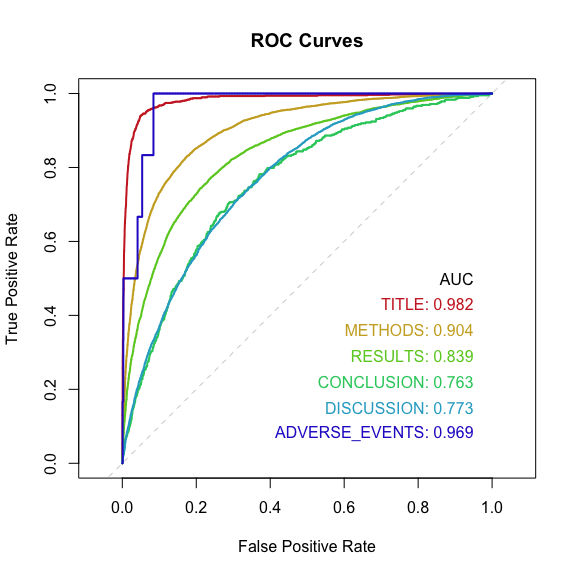 ROC Curves
True Positive Rate
1.0
0.8
0.6
0.4
0.2
0.0
AUC
TITLE: 0.982
METHODS: 0.904
RESULTS: 0.839
CONCLUSION: 0.763
DISCUSSION: 0.773
ADVERSE_EVENTS: 0.969
0.0 0.2 0.4 0.6 0.8 1.0
False Positive Rate